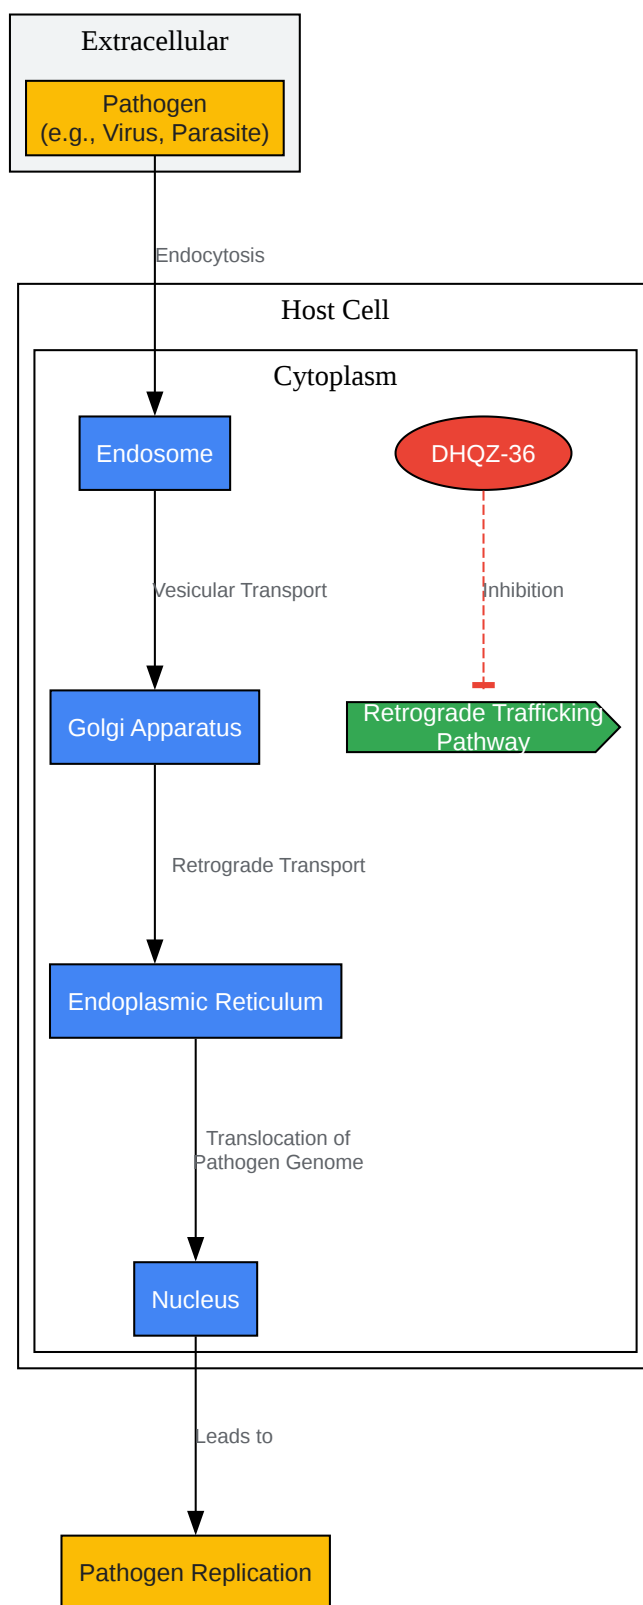 Extracellular
Pathogen
(e.g., Virus, Parasite)
Endocytosis
Host Cell
Cytoplasm
Endosome
DHQZ-36
Vesicular Transport
Inhibition
Golgi Apparatus
Retrograde Trafficking
Pathway
Retrograde Transport
Endoplasmic Reticulum
Translocation of
Pathogen Genome
Nucleus
Leads to
Pathogen Replication